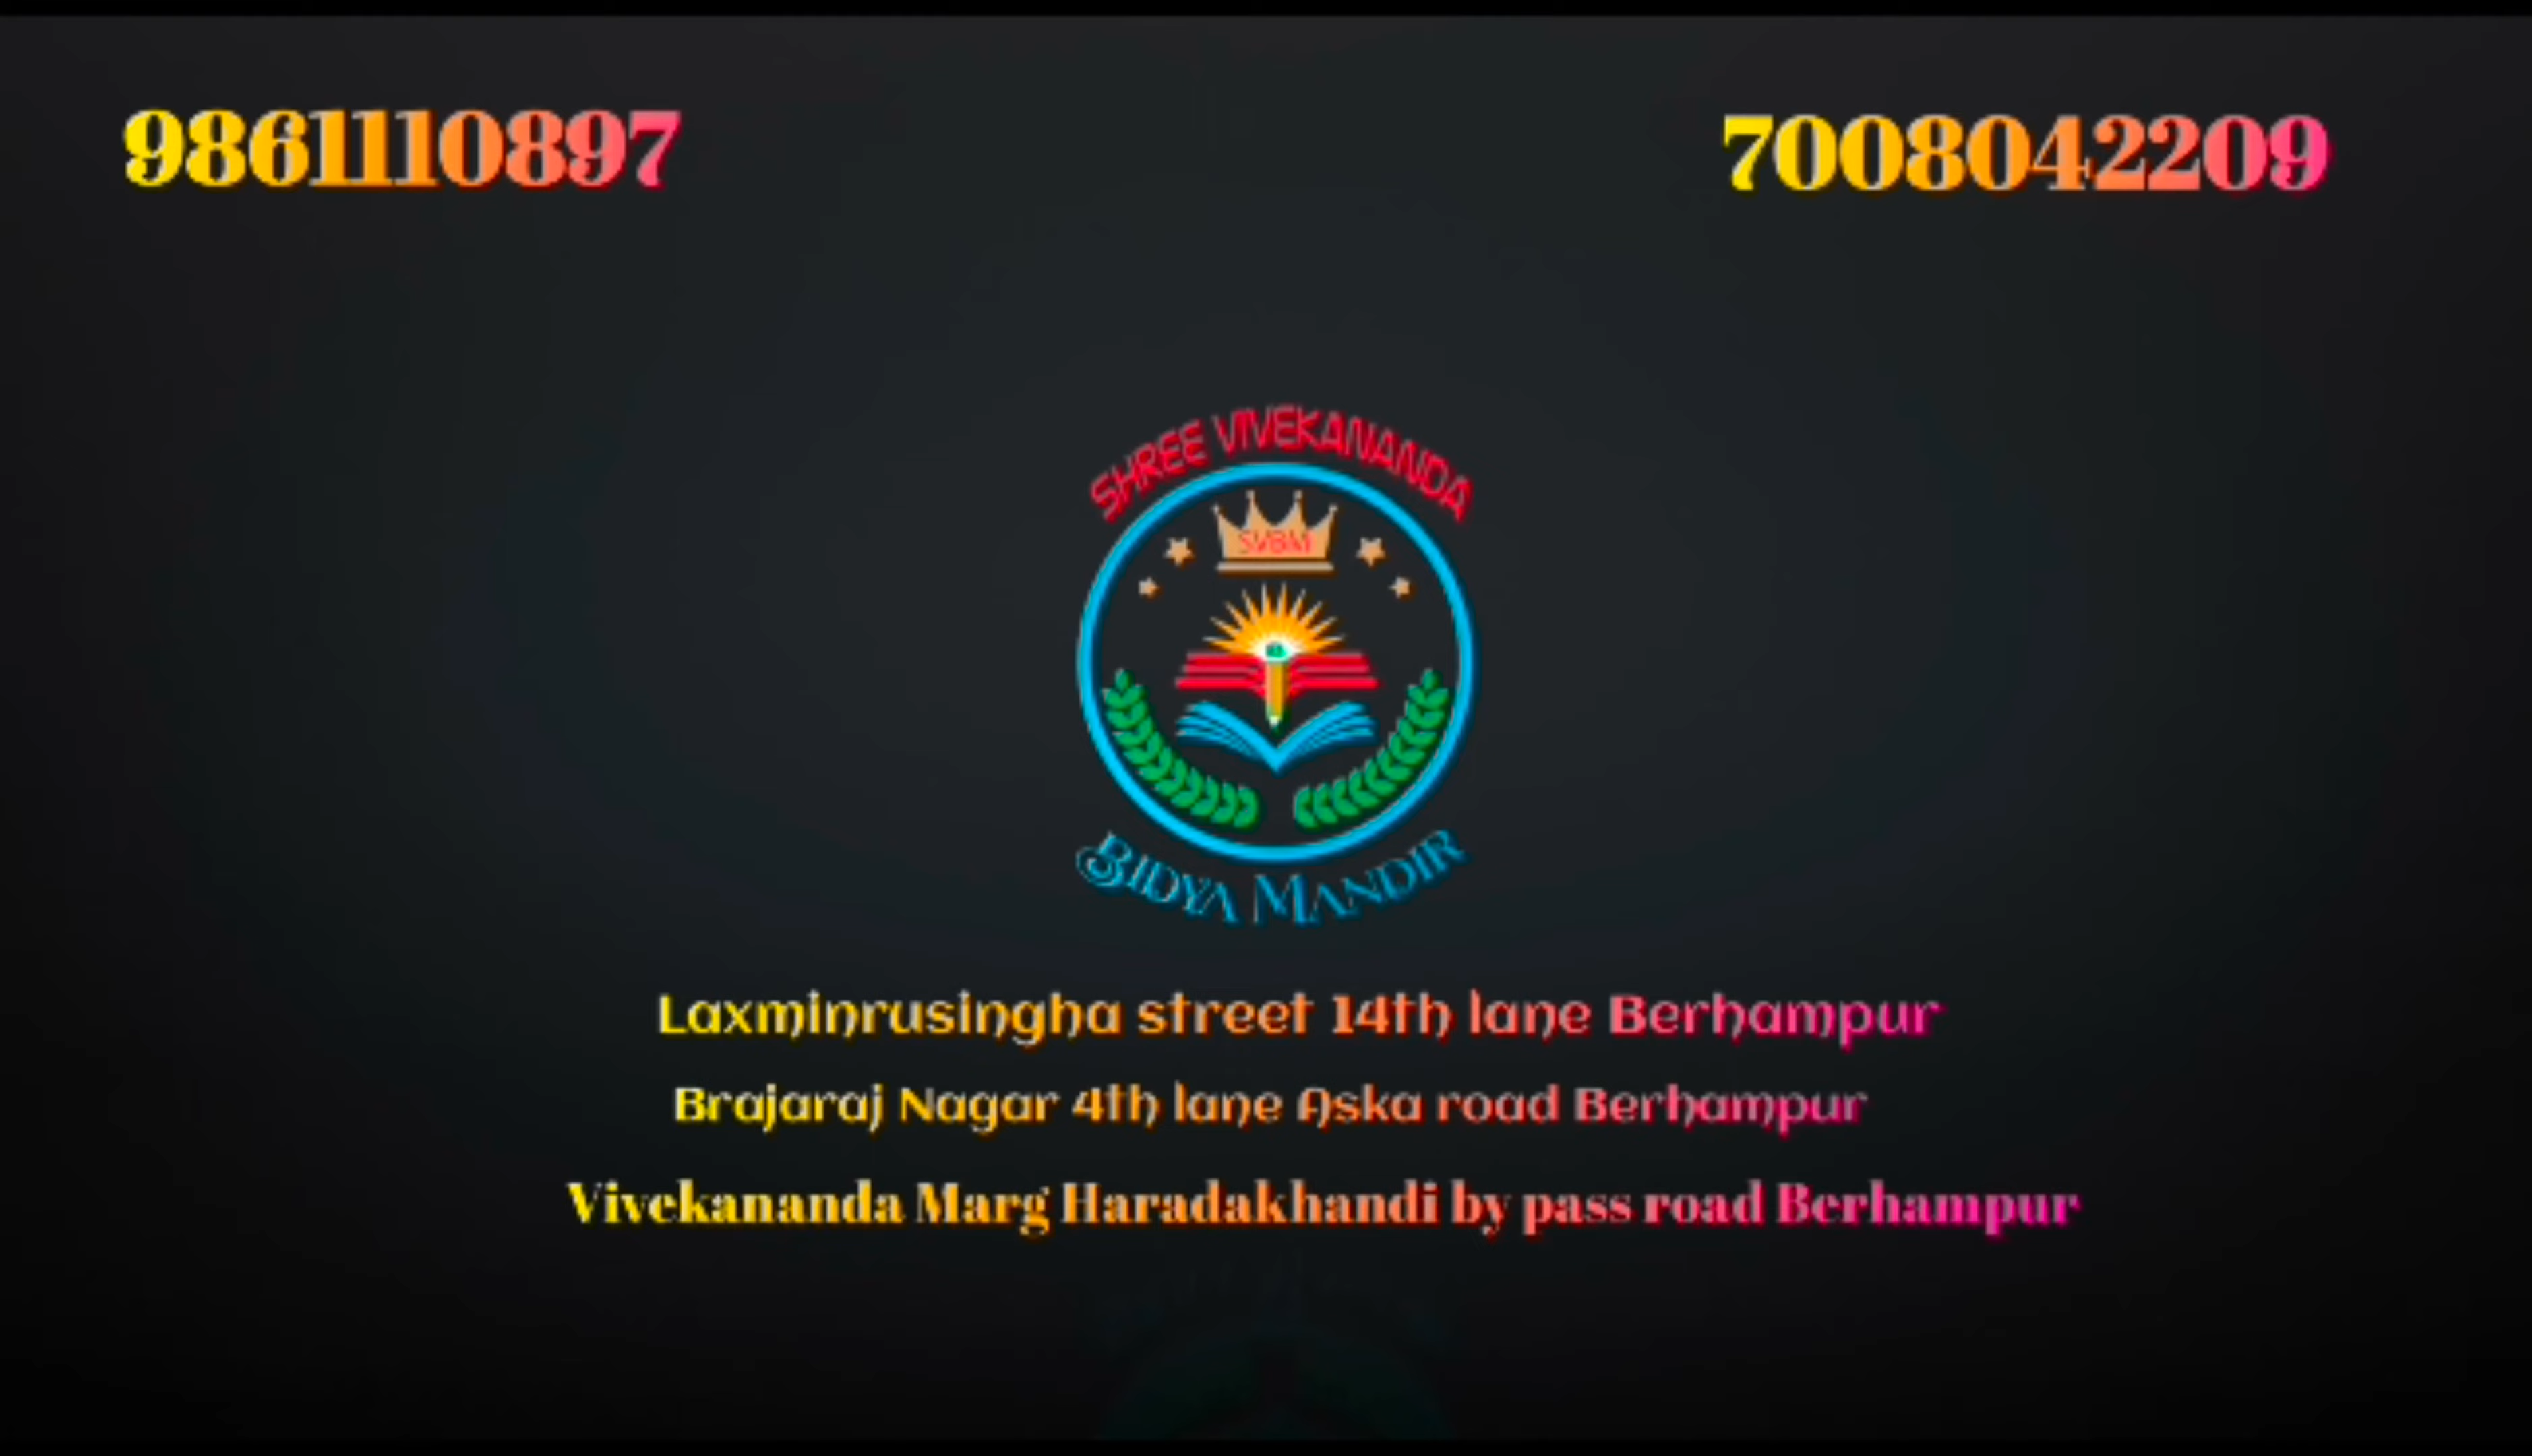 9861110897
7008042209
SHREE VIVEKANANDA
SVBM
BIDYA MANDIR
Laxminrusingha street 14th lane Berhampur
Brajaraj Nagar 4th lane Aska road Berhampur
Vivekananda Marg Haradakhandi by pass road Berhampur